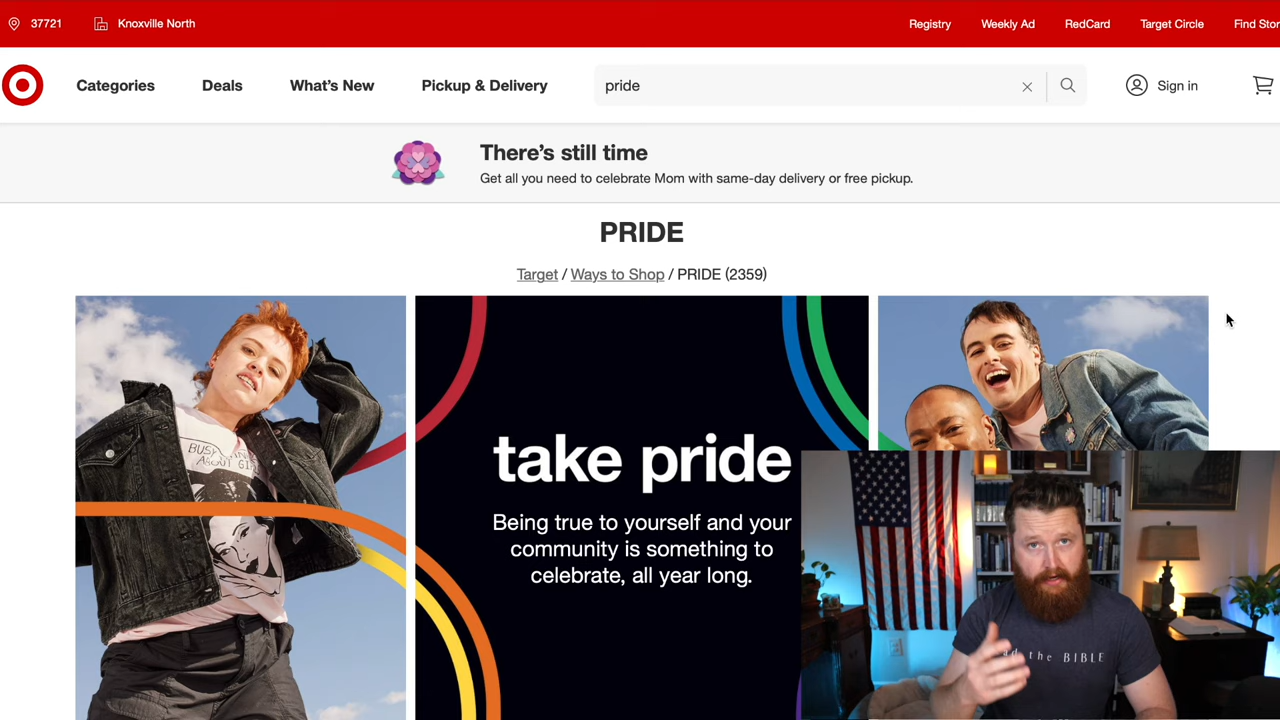 37721
Knoxville North
Registry
Weekly Ad
RedCard
Target Circle
Find Stor
Categories
Deals
What's New
Pickup & Delivery
pride
Sign in
There's still time
Get all you need to celebrate Mom with same-day delivery or free pickup.
PRIDE
Target / Ways to Shop / PRIDE (2359)
BUSY
ABOUT GI
take pride
Being true to yourself and your
community is something to
celebrate, all year long.
the BIBLE